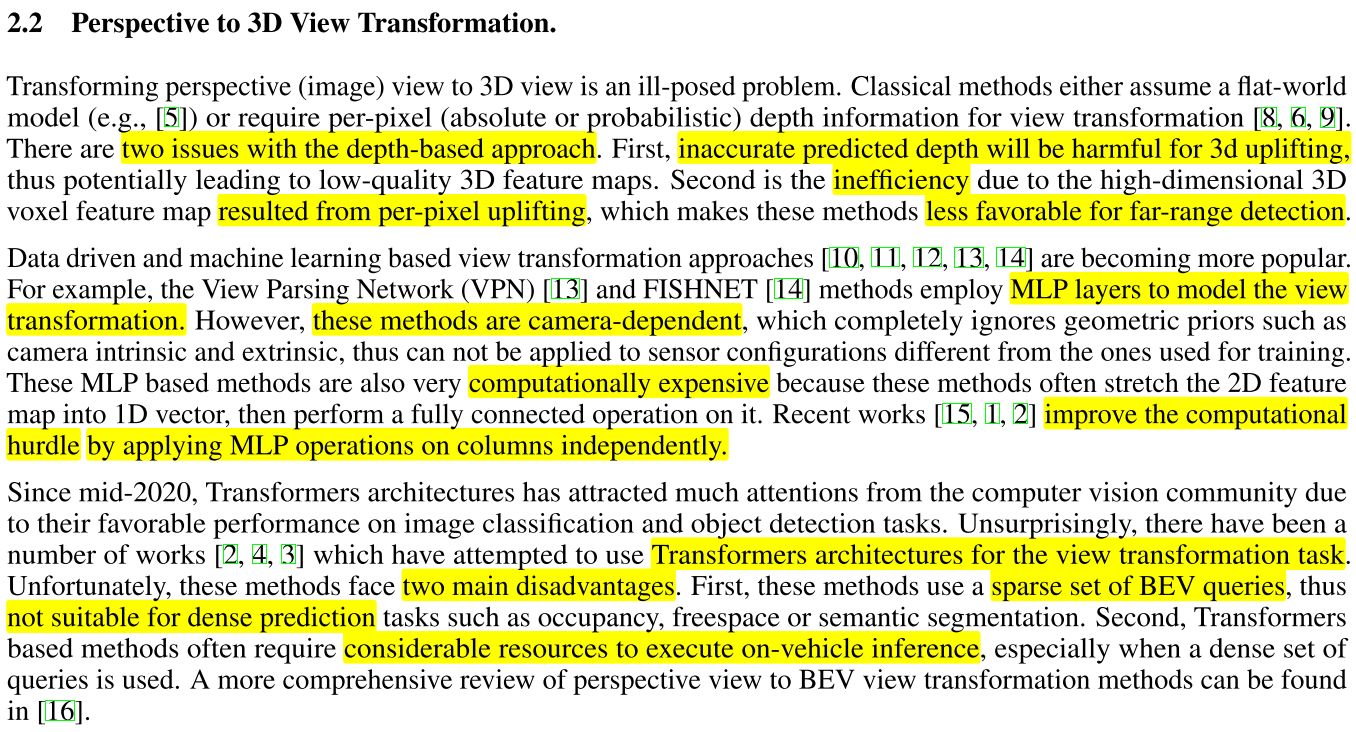 2.2 Perspective to 3D View Transformation.
Transforming perspective (image) view to 3D view is an ill-posed problem. Classical methods either assume a flat-world
model (e.g., [5]) or require per-pixel (absolute or probabilistic) depth information for view transformation [8, 6, 9].
There are two issues with the depth-based approach. First, inaccurate predicted depth will be harmful for 3d uplifting,
thus potentially leading to low-quality 3D feature maps. Second is the inefficiency due to the high-dimensional 3D
voxel feature map resulted from per-pixel uplifting, which makes these methods less favorable for far-range detection.
Data driven and machine learning based view transformation approaches [10, 11, 12, 13, 14] are becoming more popular.
For example, the View Parsing Network (VPN) [13] and FISHNET [14] methods employ MLP layers to model the view
transformation. However, these methods are camera-dependent, which completely ignores geometric priors such as
camera intrinsic and extrinsic, thus can not be applied to sensor configurations different from the ones used for training.
These MLP based methods are also very computationally expensive because these methods often stretch the 2D feature
map into 1D vector, then perform a fully connected operation on it. Recent works [15, 1, 2] improve the computational
hurdle by applying MLP operations on columns independently.
Since mid-2020, Transformers architectures has attracted much attentions from the computer vision community due
to their favorable performance on image classification and object detection tasks. Unsurprisingly, there have been a
number of works [2, 4, 3] which have attempted to use Transformers architectures for the view transformation task.
Unfortunately, these methods face two main disadvantages. First, these methods use a sparse set of BEV queries, thus
not suitable for dense prediction tasks such as occupancy, freespace or semantic segmentation. Second, Transformers
based methods often require considerable resources to execute on-vehicle inference, especially when a dense set of
queries is used. A more comprehensive review of perspective view to BEV view transformation methods can be found
in [16].